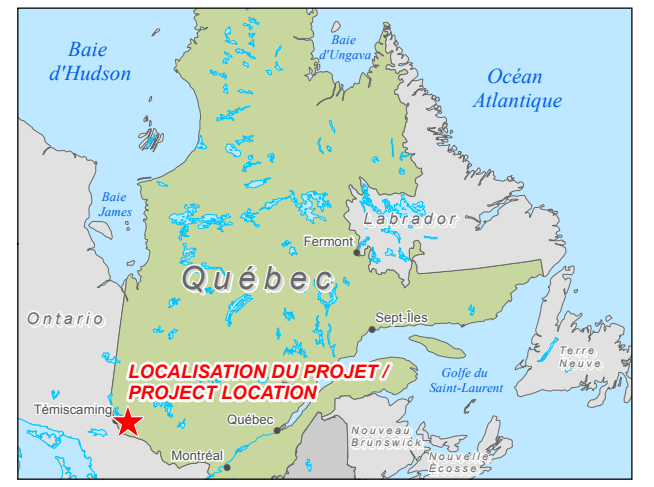 Baie
d'Hudson
Baie
d'Ungava
Océan
Atlantique
Baie
James
Labrador
Fermont
Québec
Ontario
Sept-Îles
Terre
Neuve
LOCALISATION DU PROJET /
PROJECT LOCATION
Golfe du
Saint-Laurent
Témiscaming
Québec
Nouveau
Brunswick
Nouvelle
Écosse
Montréal